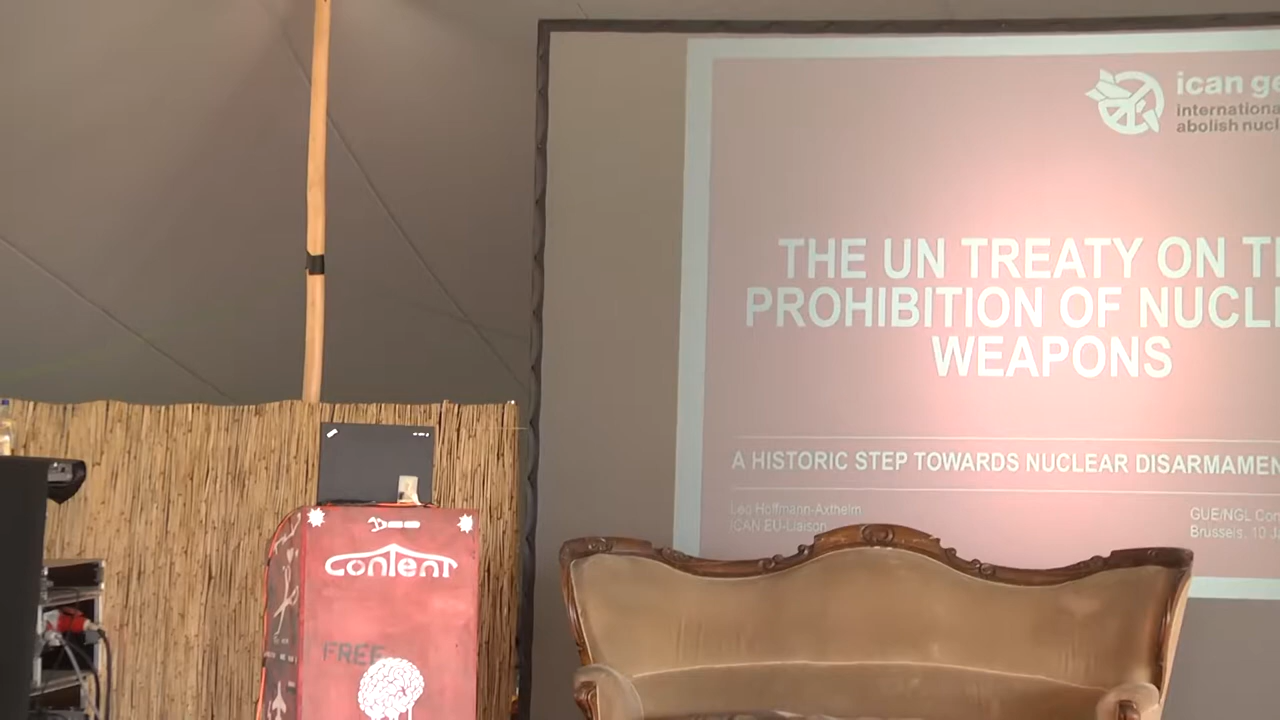 ican ge
internationa
abolish nucl
THE UN TREATY ON T
PROHIBITION OF NUCL
WEAPONS
A HISTORIC STEP TOWARDS NUCLEAR DISARMAMEN
Leo Hoffmann-Axthelm
ICAN EU-Liaison
GUE/NGL Con
Brussels, 10 Ja
content
FREE